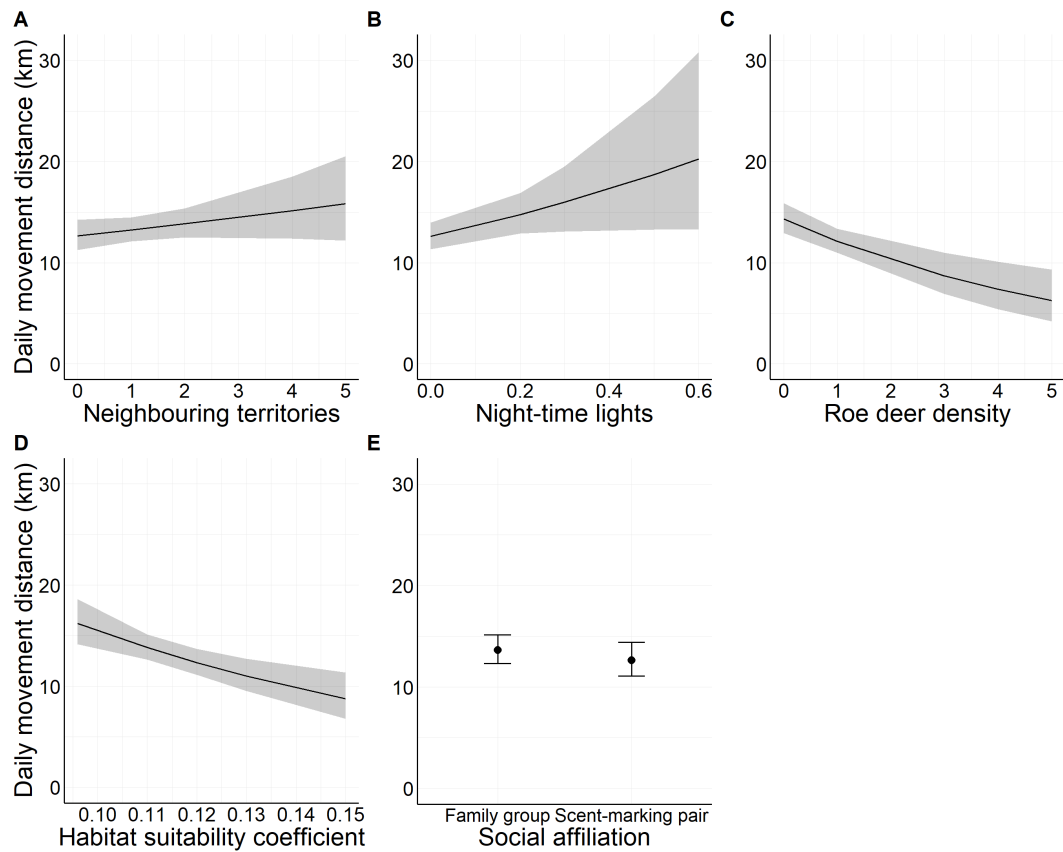 A
B
C
Daily movement distance (km)
30
20
10
0
0 1 2 3 4 5
Neighbouring territories
30
20
10
0
0.0 0.2 0.4 0.6
Night-time lights
30
20
10
0
0 1 2 3 4 5
Roe deer density
D
E
Daily movement distance (km)
30
20
10
0
0.10 0.11 0.12 0.13 0.14 0.15
Habitat suitability coefficient
30
20
10
0
Family group Scent-marking pair
Social affiliation